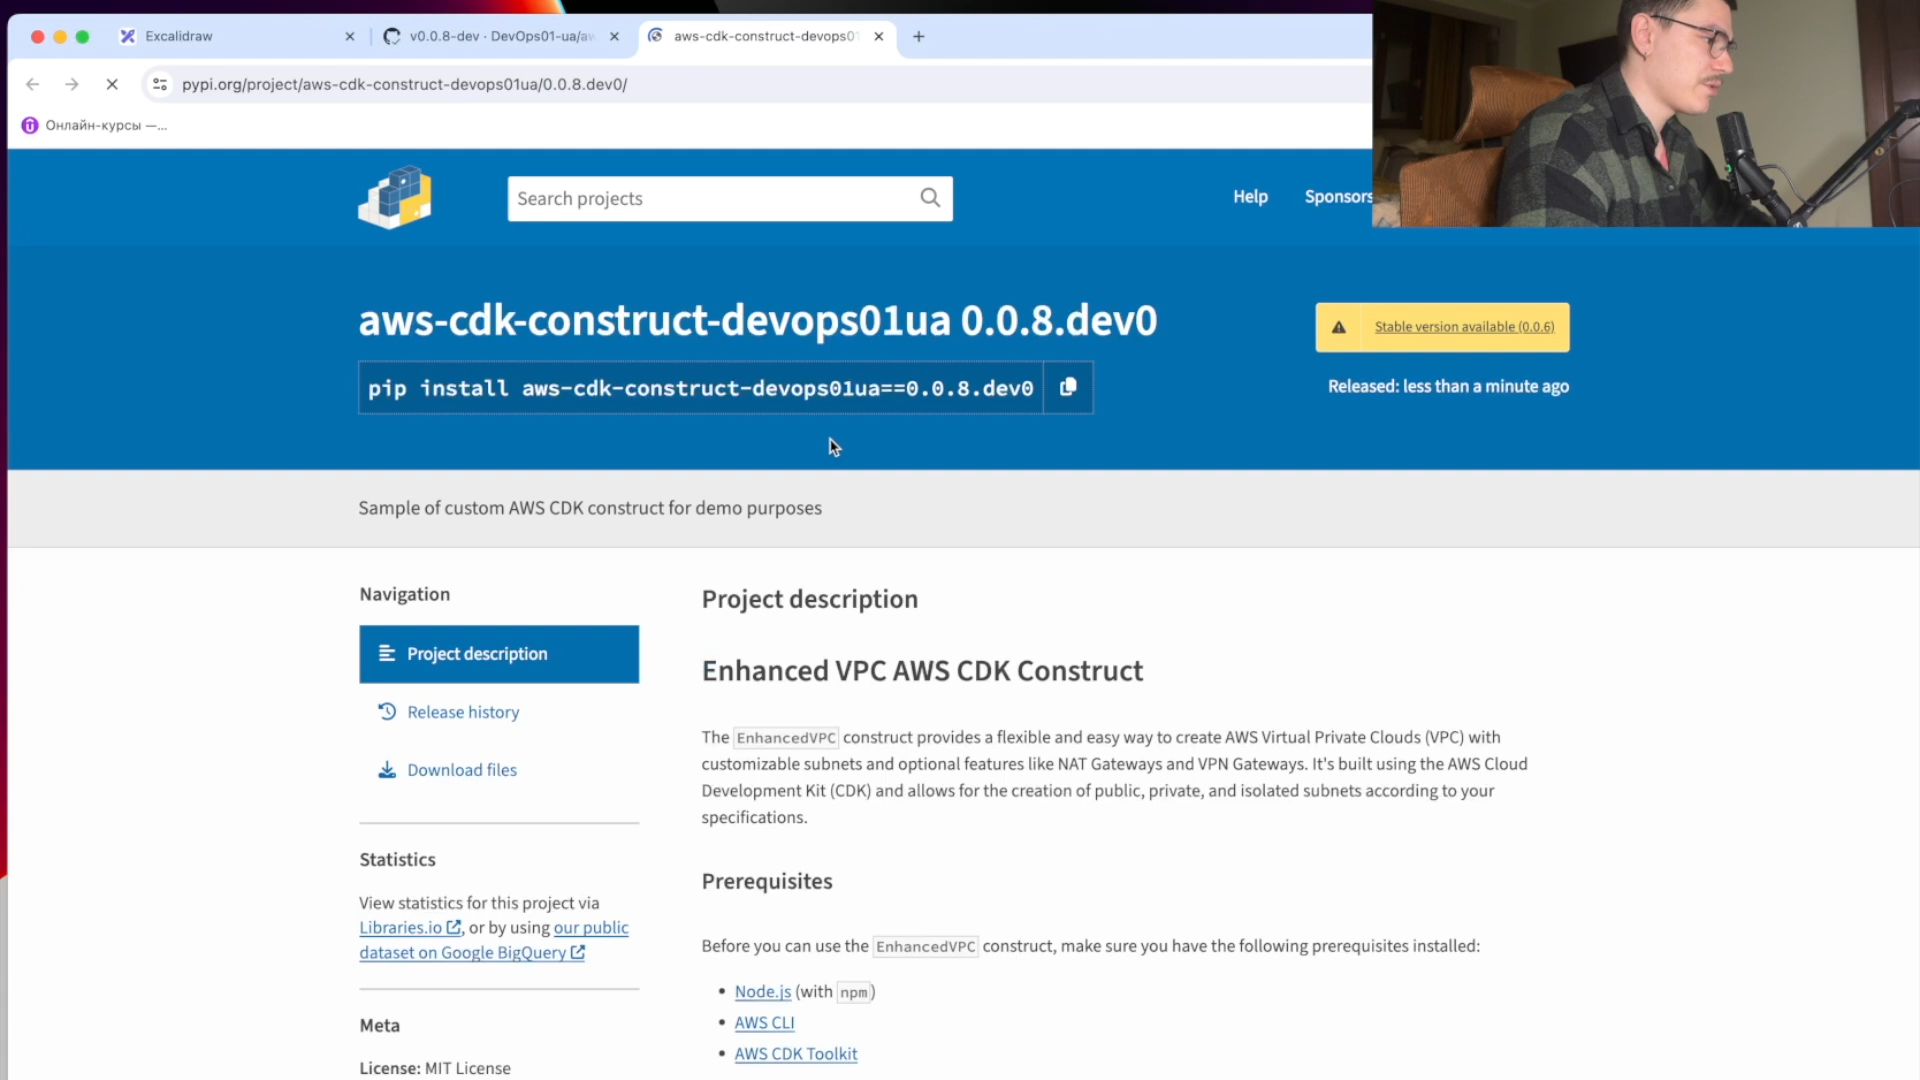 Excalidraw
v0.0.8-dev · DevOps01-ua/aw
aws-cdk-construct-devops01
pypi.org/project/aws-cdk-construct-devops01ua/0.0.8.dev0/
Онлайн-курсы —...
Search projects
Help
Sponsors
aws-cdk-construct-devops01ua 0.0.8.dev0
Stable version available (0.0.6)
pip install aws-cdk-construct-devops01ua==0.0.8.dev0
Released: less than a minute ago
Sample of custom AWS CDK construct for demo purposes
Navigation
Project description
Release history
Download files
Statistics
View statistics for this project via
Libraries.io, or by using our public
dataset on Google BigQuery
Meta
License: MIT License
Project description
Enhanced VPC AWS CDK Construct
The EnhancedVPC construct provides a flexible and easy way to create AWS Virtual Private Clouds (VPC) with
customizable subnets and optional features like NAT Gateways and VPN Gateways. It's built using the AWS Cloud
Development Kit (CDK) and allows for the creation of public, private, and isolated subnets according to your
specifications.
Prerequisites
Before you can use the EnhancedVPC construct, make sure you have the following prerequisites installed:
• Node.js (with npm)
• AWS CLI
• AWS CDK Toolkit